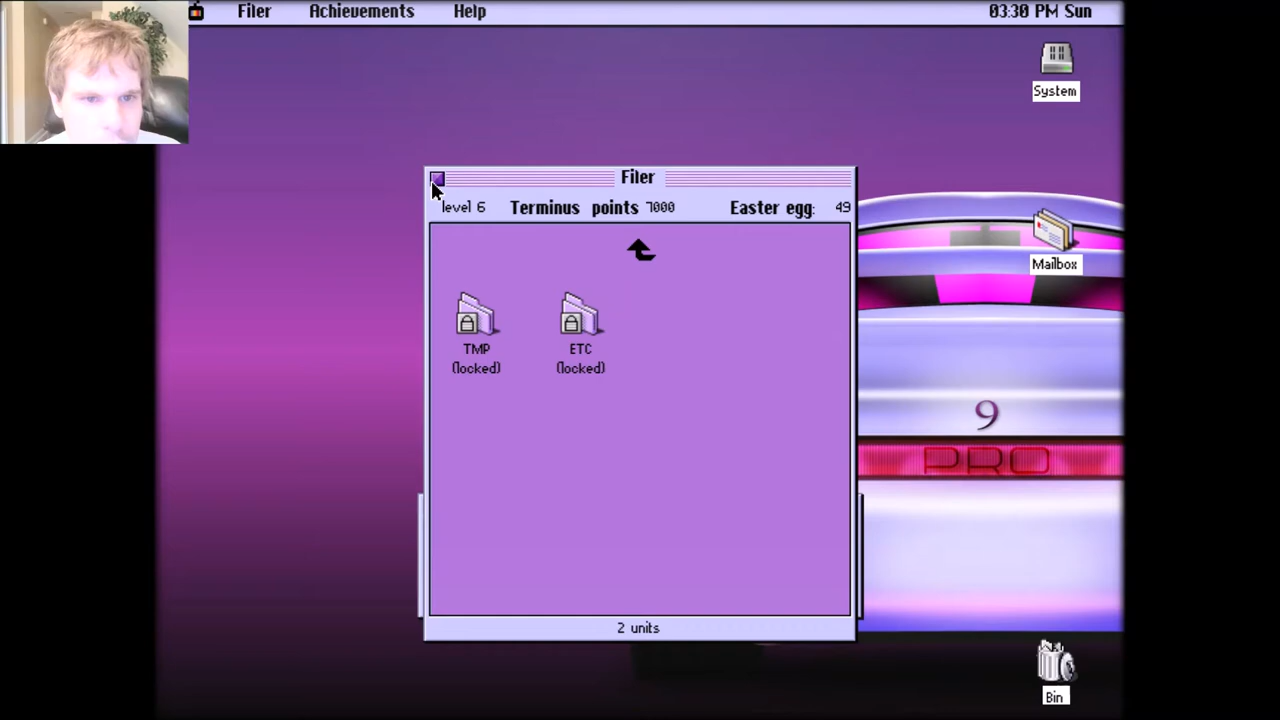 Filer Achievements Help 03:30 PM Sun
System
Filer
level 6 Terminus points 7000 Easter egg: 49
Mailbox
TMP ETC
(locked) (locked)
9
PRO
2 units
Bin